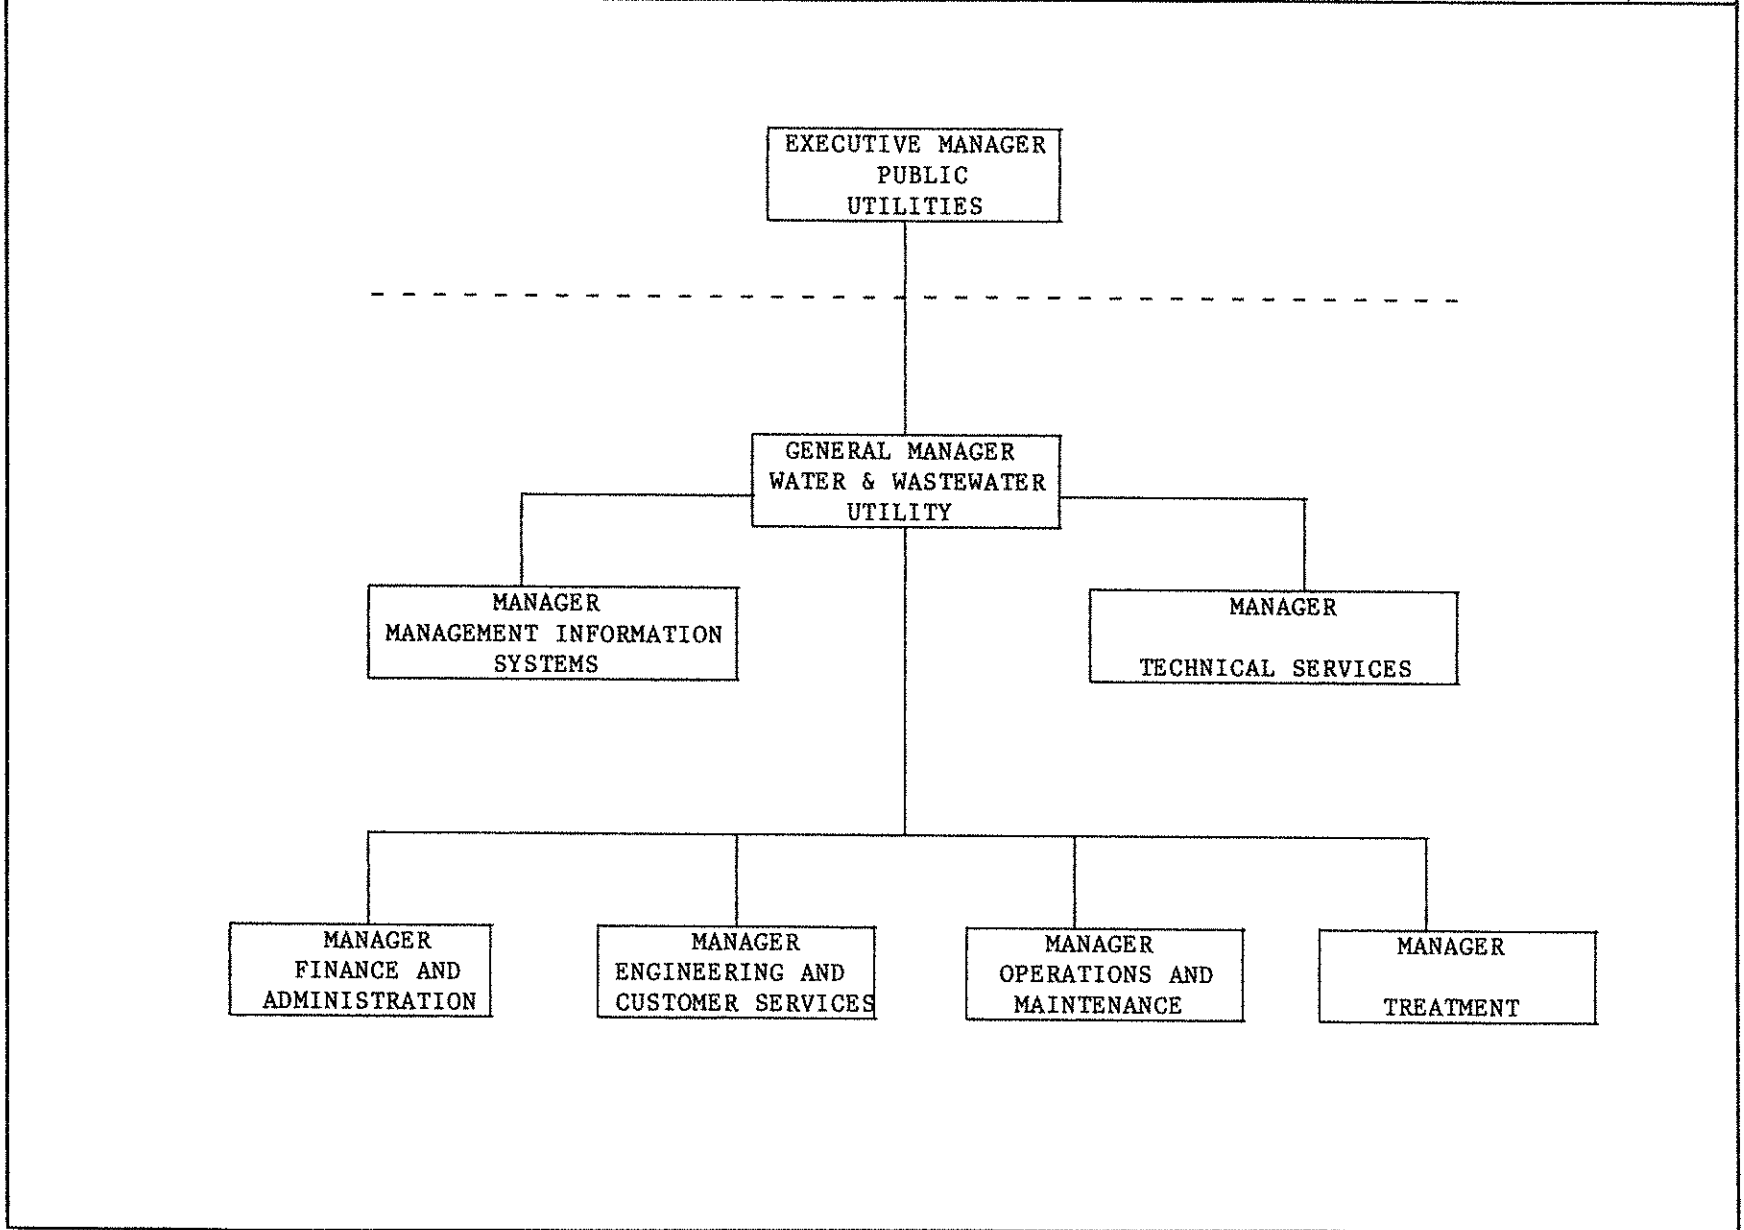 EXECUTIVE MANAGER
PUBLIC
UTILITIES
GENERAL MANAGER
WATER & WASTEWATER
UTILITY
MANAGER
MANAGEMENT INFORMATION
SYSTEMS
MANAGER
TECHNICAL SERVICES
MANAGER
FINANCE AND
ADMINISTRATION
MANAGER
ENGINEERING AND
CUSTOMER SERVICES
MANAGER
OPERATIONS AND
MAINTENANCE
MANAGER
TREATMENT